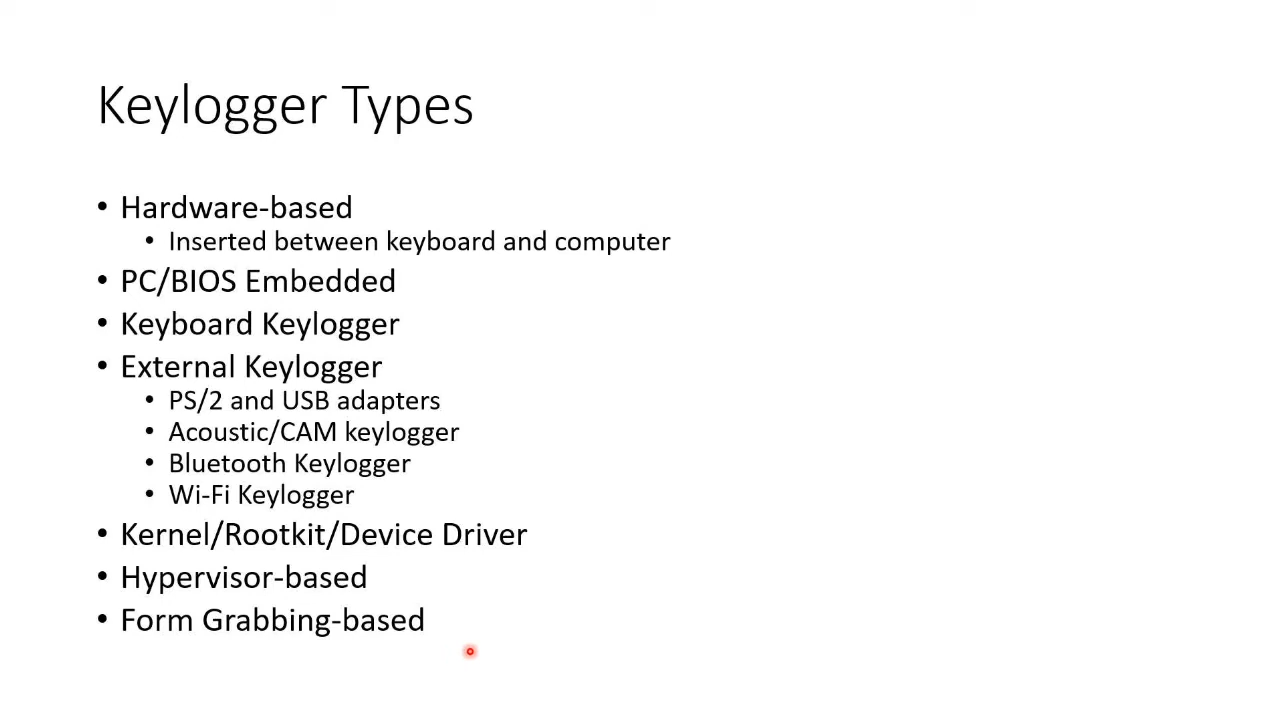 Keylogger Types
• Hardware-based
• Inserted between keyboard and computer
• PC/BIOS Embedded
• Keyboard Keylogger
• External Keylogger
• PS/2 and USB adapters
• Acoustic/CAM keylogger
• Bluetooth Keylogger
• Wi-Fi Keylogger
• Kernel/Rootkit/Device Driver
• Hypervisor-based
• Form Grabbing-based